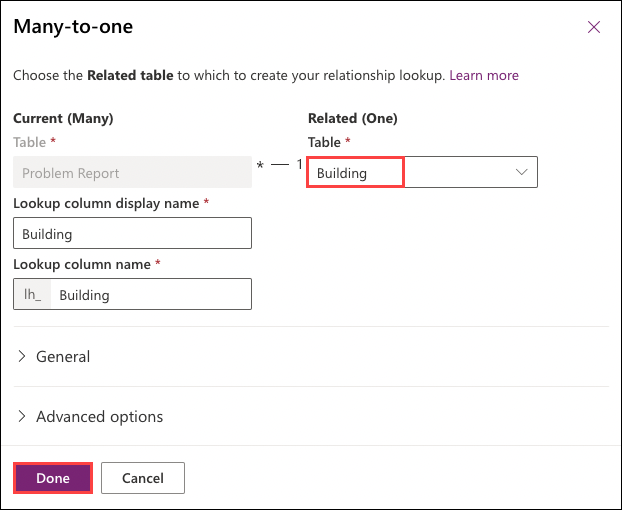 Many-to-one
Choose the Related table to which to create your relationship lookup. Learn more
Current (Many)
Related (One)
Table *
Table *
Problem Report
* — 1
Building
Lookup column display name *
Building
Lookup column name *
lh_ Building
General
Advanced options
Done
Cancel